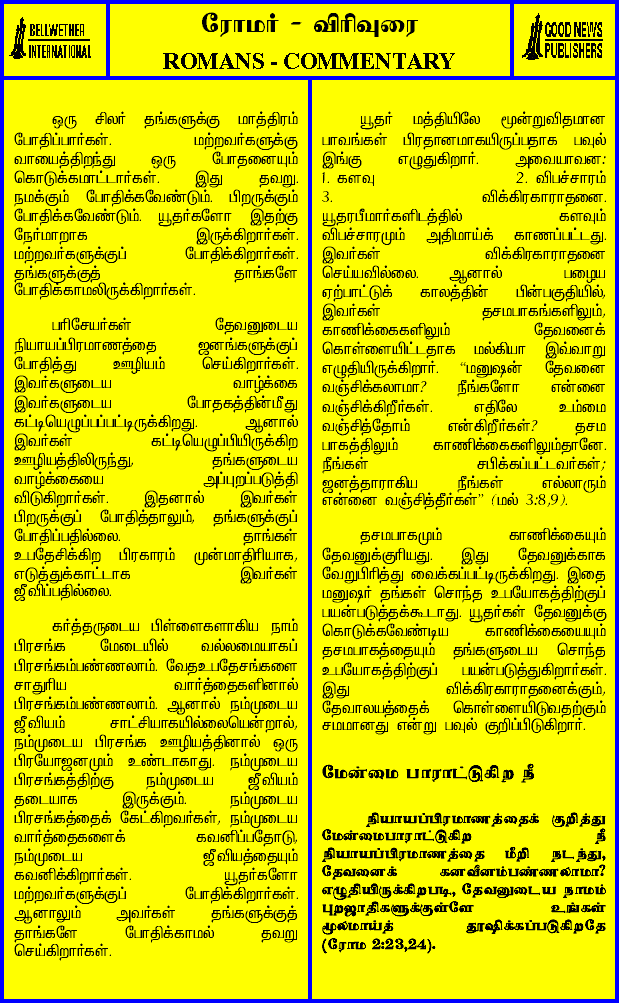 BELLWETHER
INTERNATIONAL
ரோமர் - விரிவுரை
ROMANS - COMMENTARY
GOOD NEWS
PUBLISHERS
ஒரு சிலர் தங்களுக்கு மாத்திரம்
போதிப்பார்கள். மற்றவர்களுக்கு
வாயைத்திறந்து ஒரு போதனையும்
கொடுக்கமாட்டார்கள். இது தவறு.
நமக்கும் போதிக்கவேண்டும். பிறருக்கும்
போதிக்கவேண்டும். யூதர்களோ இதற்கு
நேர்மாறாக இருக்கிறார்கள்.
மற்றவர்களுக்குப் போதிக்கிறார்கள்.
தங்களுக்குத் தாங்களே
போதிக்காமலிருக்கிறார்கள்.
பரிசேயர்கள் தேவனுடைய
நியாயப்பிரமாணத்தை ஜனங்களுக்குப்
போதித்து ஊழியம் செய்கிறார்கள்.
இவர்களுடைய வாழ்க்கை
இவர்களுடைய போதகத்தின்மீது
கட்டியெழுப்பப்பட்டிருக்கிறது. ஆனால்
இவர்கள் கட்டியெழுப்பியிருக்கிற
ஊழியத்திலிருந்து, தங்களுடைய
வாழ்க்கையை அப்புறப்படுத்தி
விடுகிறார்கள். இதனால் இவர்கள்
பிறருக்குப் போதித்தாலும், தங்களுக்குப்
போதிப்பதில்லை. தாங்கள்
உபதேசிக்கிற பிரகாரம் முன்மாதிரியாக,
எடுத்துக்காட்டாக இவர்கள்
ஜீவிப்பதில்லை.
கர்த்தருடைய பிள்ளைகளாகிய நாம்
பிரசங்க மேடையில் வல்லமையாகப்
பிரசங்கம்பண்ணலாம். வேதஉபதேசங்களை
சாதுரிய வார்த்தைகளினால்
பிரசங்கம்பண்ணலாம். ஆனால் நம்முடைய
ஜீவியம் சாட்சியாகயில்லையென்றால்,
நம்முடைய பிரசங்க ஊழியத்தினால் ஒரு
பிரயோஜனமும் உண்டாகாது. நம்முடைய
பிரசங்கத்திற்கு நம்முடைய ஜீவியம்
தடையாக இருக்கும். நம்முடைய
பிரசங்கத்தைக் கேட்கிறவர்கள், நம்முடைய
வார்த்தைகளைக் கவனிப்பதோடு,
நம்முடைய ஜீவியத்தையும்
கவனிக்கிறார்கள். யூதர்களோ
மற்றவர்களுக்குப் போதிக்கிறார்கள்.
ஆனாலும் அவர்கள் தங்களுக்குத்
தாங்களே போதிக்காமல் தவறு
செய்கிறார்கள்.
யூதர் மத்தியிலே மூன்றுவிதமான
பாவங்கள் பிரதானமாகயிருப்பதாக பவுல்
இங்கு எழுதுகிறார். அவையாவன:
1. களவு 2. விபச்சாரம்
3. விக்கிரகாராதனை.
யூதரபீமார்களிடத்தில் களவும்
விபச்சாரமும் அதிமாய்க் காணப்பட்டது.
இவர்கள் விக்கிரகாராதனை
செய்யவில்லை. ஆனால் பழைய
ஏற்பாட்டுக் காலத்தின் பின்பகுதியில்,
இவர்கள் தசமபாகங்களிலும்,
காணிக்கைகளிலும் தேவனைக்
கொள்ளையிட்டதாக மல்கியா இவ்வாறு
எழுதியிருக்கிறார். “மனுஷன் தேவனை
வஞ்சிக்கலாமா? நீங்களோ என்னை
வஞ்சிக்கிறீர்கள். எதிலே உம்மை
வஞ்சித்தோம் என்கிறீர்கள்? தசம
பாகத்திலும் காணிக்கைகளிலும்தானே.
நீங்கள் சபிக்கப்பட்டவர்கள்;
ஜனத்தாராகிய நீங்கள் எல்லாரும்
என்னை வஞ்சித்தீர்கள்” (மல் 3:8,9).
தசமபாகமும் காணிக்கையும்
தேவனுக்குரியது. இது தேவனுக்காக
வேறுபிரித்து வைக்கப்பட்டிருக்கிறது. இதை
மனுஷர் தங்கள் சொந்த உபயோகத்திற்குப்
பயன்படுத்தக்கூடாது. யூதர்கள் தேவனுக்கு
கொடுக்கவேண்டிய காணிக்கையையும்
தசமபாகத்தையும் தங்களுடைய சொந்த
உபயோகத்திற்குப் பயன்படுத்துகிறார்கள்.
இது விக்கிரகாராதனைக்கும்,
தேவாலயத்தைக் கொள்ளையிடுவதற்கும்
சமமானது என்று பவுல் குறிப்பிடுகிறார்.
மேன்மை பாராட்டுகிற நீ
நியாயப்பிரமாணத்தைக் குறித்து
மேன்மைபாராட்டுகிற நீ
நியாயப்பிரமாணத்தை மீறி நடந்து,
தேவனைக் கனவீனம்பண்ணலாமா?
எழுதியிருக்கிறபடி, தேவனுடைய நாமம்
புறஜாதிகளுக்குள்ளே உங்கள்
மூலமாய்த் தூஷிக்கப்படுகிறதே
(ரோம 2:23,24).